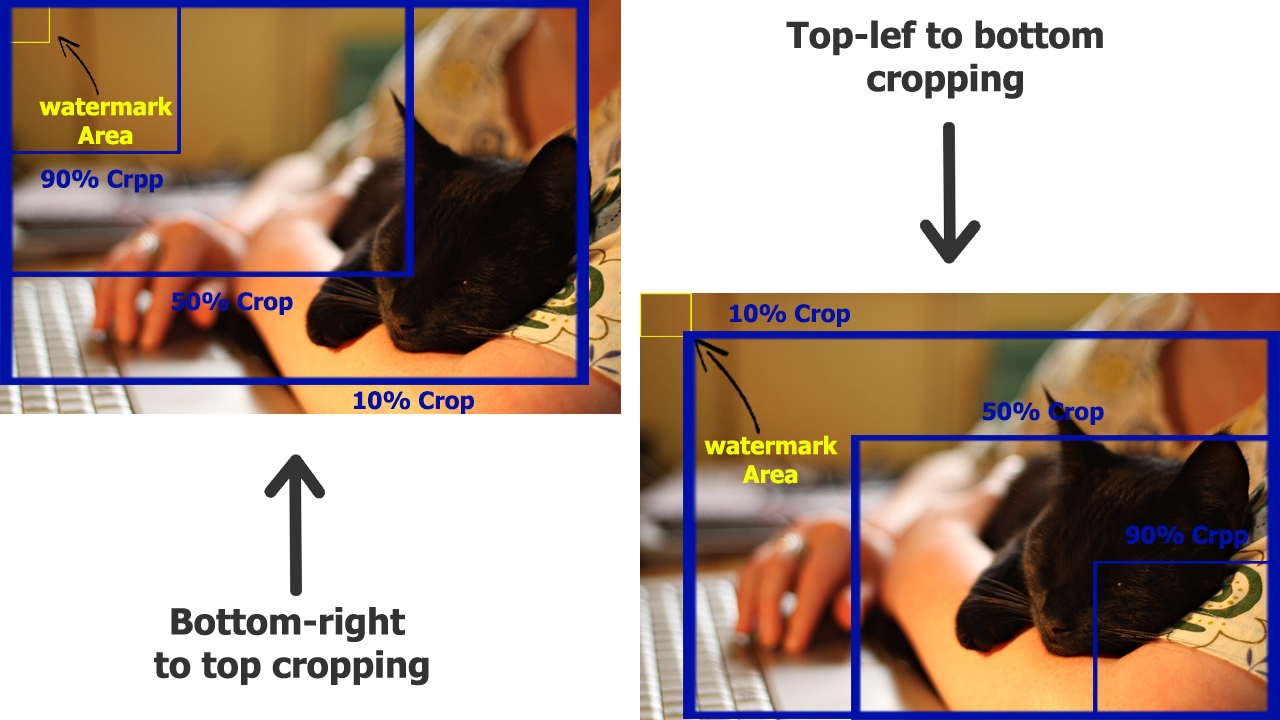 watermark
Area
90% Crpp
50% Crop
10% Crop
Bottom-right
to top cropping
Top-lef to bottom
cropping
10% Crop
50% Crop
watermark
Area
90% Crpp